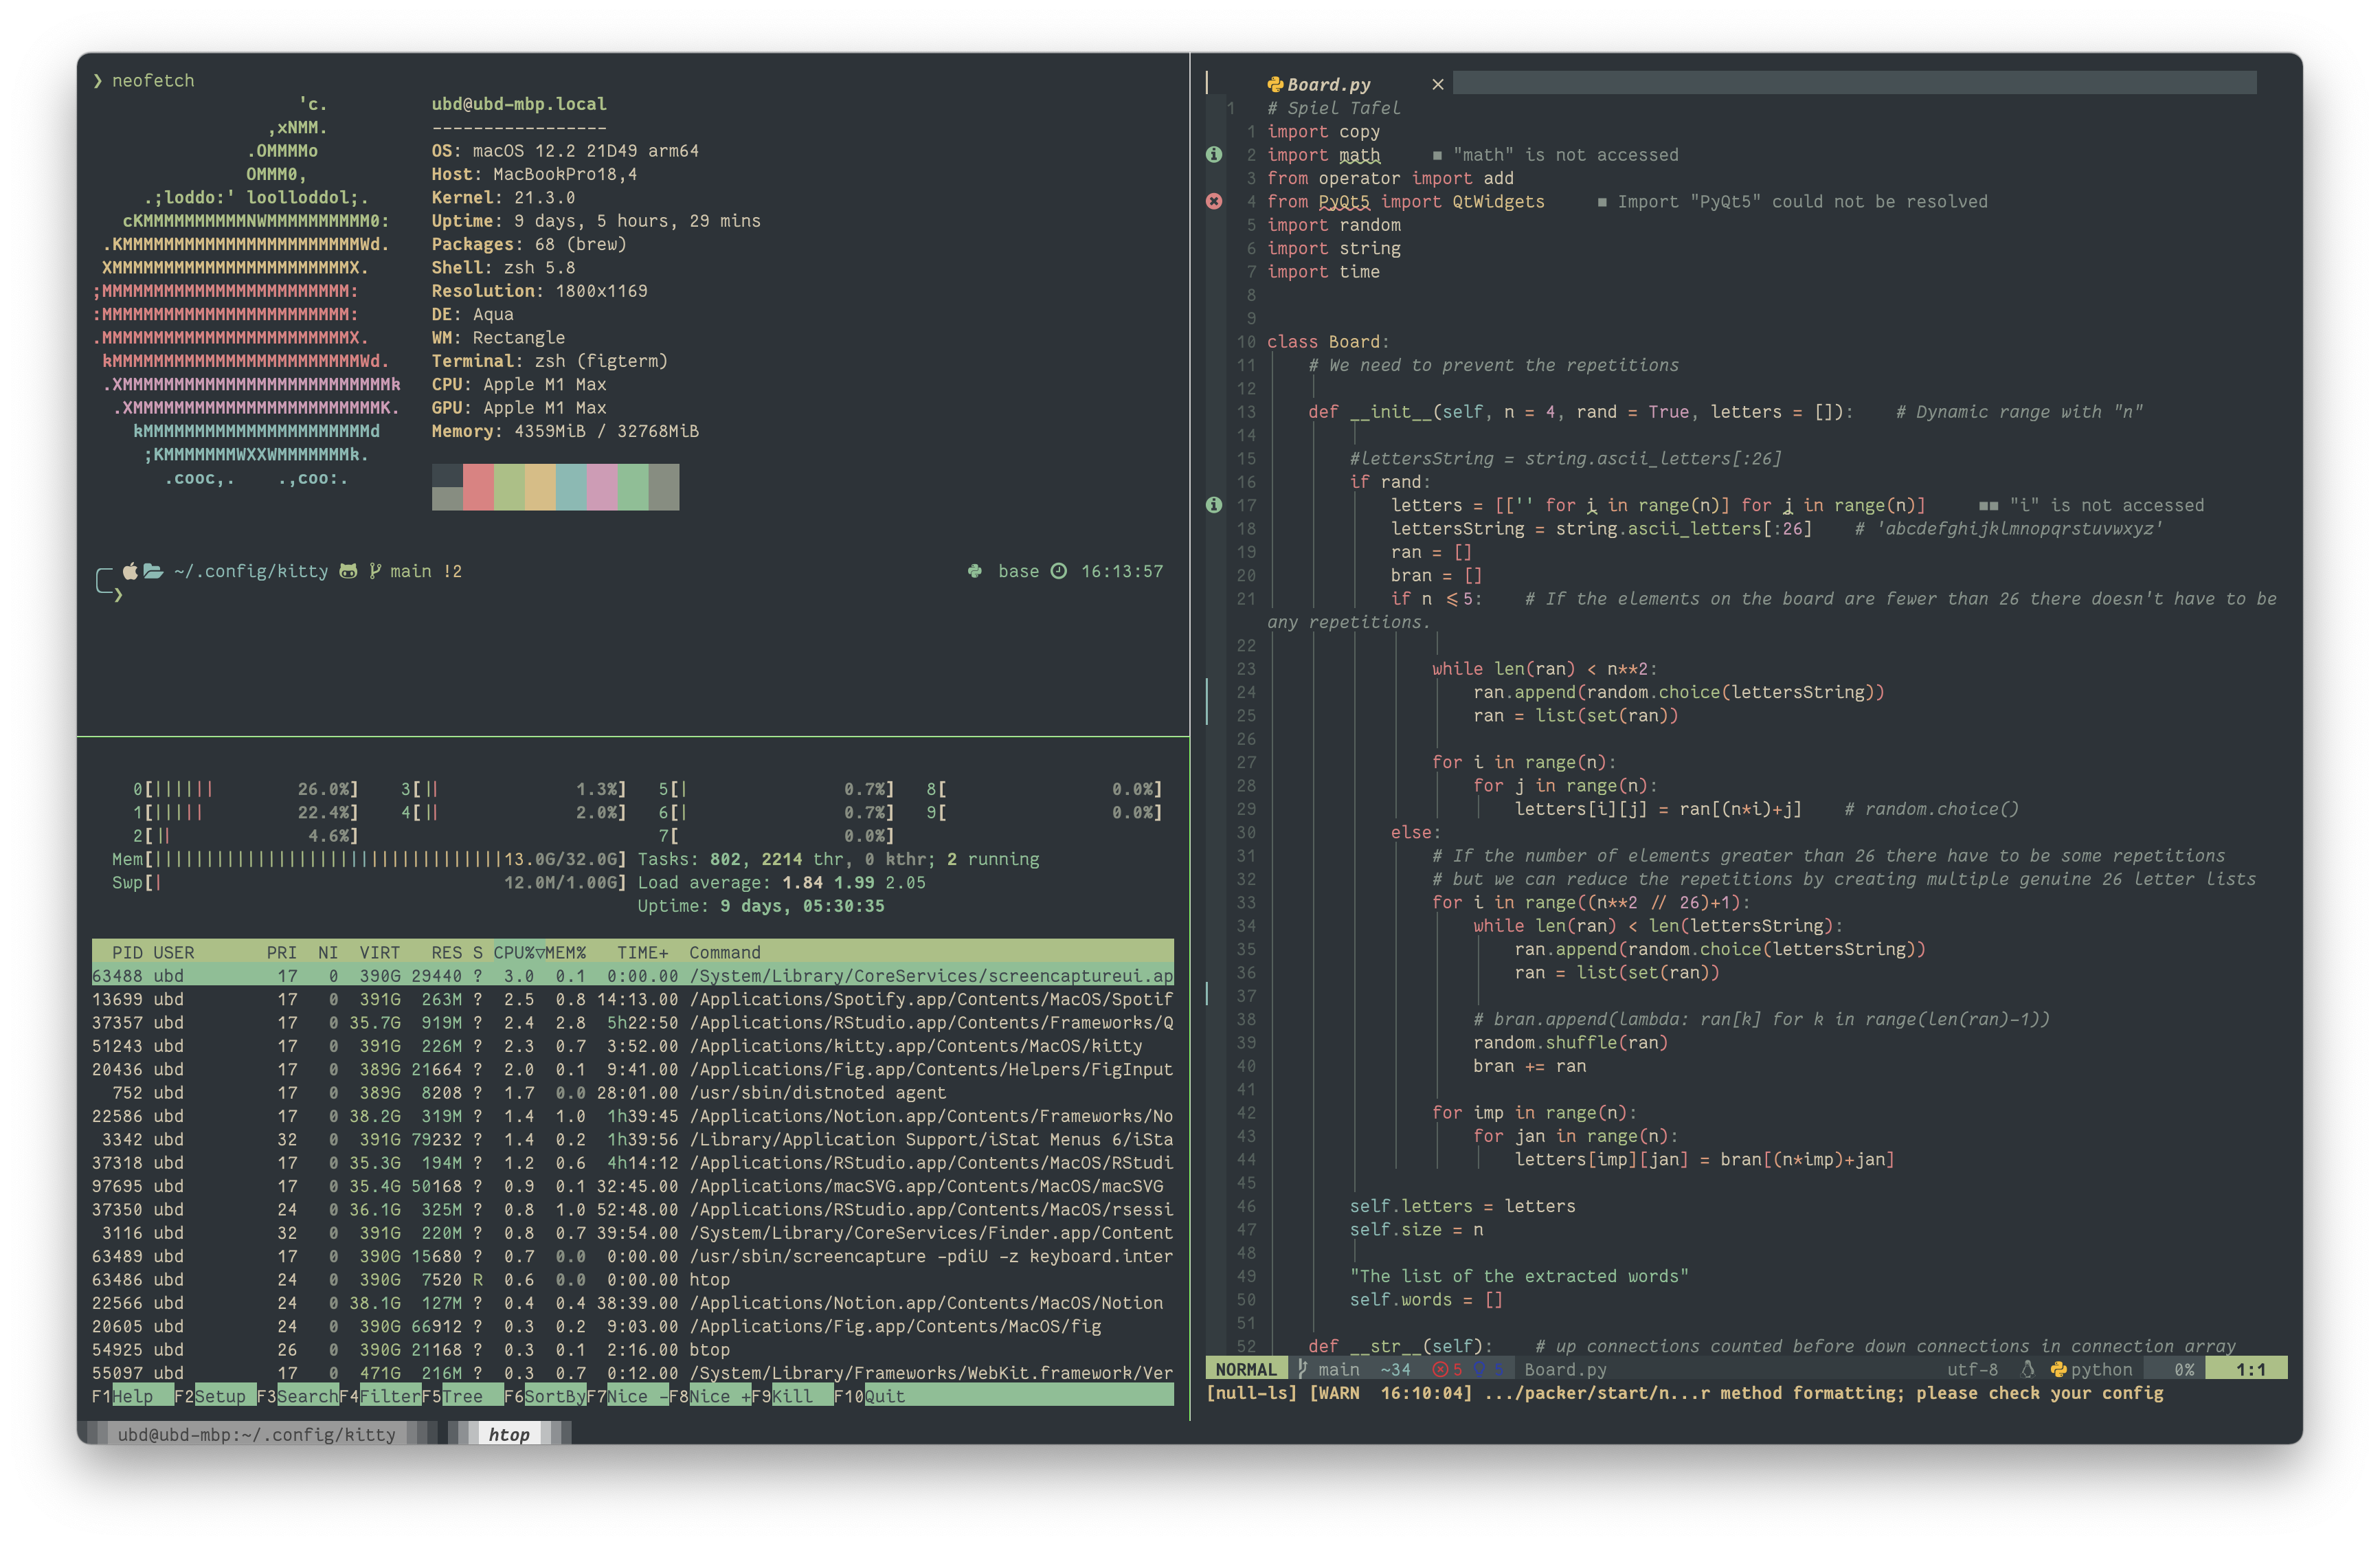 ❯ neofetch
'c.
,xNMM.
.OMMMMo
OMMM0,
.;loddo:' loolloddol;.
cKMMMMMMMMMMNWMMMMMMMMMM0:
.KMMMMMMMMMMMMMMMMMMMMMMMWd.
XMMMMMMMMMMMMMMMMMMMMMMMX.
;MMMMMMMMMMMMMMMMMMMMMMMM:
:MMMMMMMMMMMMMMMMMMMMMMMM:
.MMMMMMMMMMMMMMMMMMMMMMMMX.
kMMMMMMMMMMMMMMMMMMMMMMMMWd.
.XMMMMMMMMMMMMMMMMMMMMMMMMMMk
.XMMMMMMMMMMMMMMMMMMMMMMMMK.
kMMMMMMMMMMMMMMMMMMMMMMd
;KMMMMMMMWXXWMMMMMMMk.
.cooc,.    .,coo:.
ubd@ubd-mbp.local
-----------------
OS: macOS 12.2 21D49 arm64
Host: MacBookPro18,4
Kernel: 21.3.0
Uptime: 9 days, 5 hours, 29 mins
Packages: 68 (brew)
Shell: zsh 5.8
Resolution: 1800x1169
DE: Aqua
WM: Rectangle
Terminal: zsh (figterm)
CPU: Apple M1 Max
GPU: Apple M1 Max
Memory: 4359MiB / 32768MiB
~/.config/kitty main !2 base 16:13:57
❯
0[|||||| 26.0%] 3[|| 1.3%] 5[| 0.7%] 8[ 0.0%]
1[||||| 22.4%] 4[|| 2.0%] 6[| 0.7%] 9[ 0.0%]
2[|| 4.6%] 7[ 0.0%]
Mem[||||||||||||||||||||||||||||||||||13.0G/32.0G] Tasks: 802, 2214 thr, 0 kthr; 2 running
Swp[| 12.0M/1.00G] Load average: 1.84 1.99 2.05
Uptime: 9 days, 05:30:35
PID USER PRI NI VIRT RES S CPU%▽MEM% TIME+ Command
63488 ubd 17 0 390G 29440 ? 3.0 0.1 0:00.00 /System/Library/CoreServices/screencaptureui.ap
13699 ubd 17 0 391G 263M ? 2.5 0.8 14:13.00 /Applications/Spotify.app/Contents/MacOS/Spotif
37357 ubd 17 0 35.7G 919M ? 2.4 2.8 5h22:50 /Applications/RStudio.app/Contents/Frameworks/Q
51243 ubd 17 0 391G 226M ? 2.3 0.7 3:52.00 /Applications/kitty.app/Contents/MacOS/kitty
20436 ubd 17 0 389G 21664 ? 2.0 0.1 9:41.00 /Applications/Fig.app/Contents/Helpers/FigInput
752 ubd 17 0 389G 8208 ? 1.7 0.0 28:01.00 /usr/sbin/distnoted agent
22586 ubd 17 0 38.2G 319M ? 1.4 1.0 1h39:45 /Applications/Notion.app/Contents/Frameworks/No
3342 ubd 32 0 391G 79232 ? 1.4 0.2 1h39:56 /Library/Application Support/iStat Menus 6/iSta
37318 ubd 17 0 35.3G 194M ? 1.2 0.6 4h14:12 /Applications/RStudio.app/Contents/MacOS/RStudi
97695 ubd 17 0 35.4G 50168 ? 0.9 0.1 32:45.00 /Applications/macSVG.app/Contents/MacOS/macSVG
37350 ubd 24 0 36.1G 325M ? 0.8 1.0 52:48.00 /Applications/RStudio.app/Contents/MacOS/rsessi
3116 ubd 32 0 391G 220M ? 0.8 0.7 39:54.00 /System/Library/CoreServices/Finder.app/Content
63489 ubd 17 0 390G 15680 ? 0.7 0.0 0:00.00 /usr/sbin/screencapture -pdiU -z keyboard.inter
63486 ubd 24 0 390G 7520 R 0.6 0.0 0:00.00 htop
22566 ubd 24 0 38.1G 127M ? 0.4 0.4 38:39.00 /Applications/Notion.app/Contents/MacOS/Notion
20605 ubd 24 0 390G 66912 ? 0.3 0.2 9:03.00 /Applications/Fig.app/Contents/MacOS/fig
54925 ubd 26 0 390G 21168 ? 0.3 0.1 2:16.00 btop
55097 ubd 17 0 471G 216M ? 0.3 0.7 0:12.00 /System/Library/Frameworks/WebKit.framework/Ver
F1Help F2Setup F3SearchF4FilterF5Tree F6SortByF7Nice -F8Nice +F9Kill F10Quit
ubd@ubd-mbp:~/.config/kitty htop
Board.py ×
1 # Spiel Tafel
1 import copy
2 import math ■ "math" is not accessed
3 from operator import add
4 from PyQt5 import QtWidgets ■ Import "PyQt5" could not be resolved
5 import random
6 import string
7 import time
8
9
10 class Board:
11 # We need to prevent the repetitions
12
13 def __init__(self, n = 4, rand = True, letters = []): # Dynamic range with "n"
14
15 #lettersString = string.ascii_letters[:26]
16 if rand:
17 letters = [['' for i in range(n)] for j in range(n)] ■■ "i" is not accessed
18 lettersString = string.ascii_letters[:26] # 'abcdefghijklmnopqrstuvwxyz'
19 ran = []
20 bran = []
21 if n ⩽ 5: # If the elements on the board are fewer than 26 there doesn't have to be
any repetitions.
22
23 while len(ran) < n**2:
24 ran.append(random.choice(lettersString))
25 ran = list(set(ran))
26
27 for i in range(n):
28 for j in range(n):
29 letters[i][j] = ran[(n*i)+j] # random.choice()
30 else:
31 # If the number of elements greater than 26 there have to be some repetitions
32 # but we can reduce the repetitions by creating multiple genuine 26 letter lists
33 for i in range((n**2 // 26)+1):
34 while len(ran) < len(lettersString):
35 ran.append(random.choice(lettersString))
36 ran = list(set(ran))
37
38 # bran.append(lambda: ran[k] for k in range(len(ran)-1))
39 random.shuffle(ran)
40 bran += ran
41
42 for imp in range(n):
43 for jan in range(n):
44 letters[imp][jan] = bran[(n*imp)+jan]
45
46 self.letters = letters
47 self.size = n
48
49 "The list of the extracted words"
50 self.words = []
51
52 def __str__(self): # up connections counted before down connections in connection array
NORMAL main ~34 5 5 Board.py utf-8 python 0% 1:1
[null-ls] [WARN  16:10:04] .../packer/start/n...r method formatting; please check your config